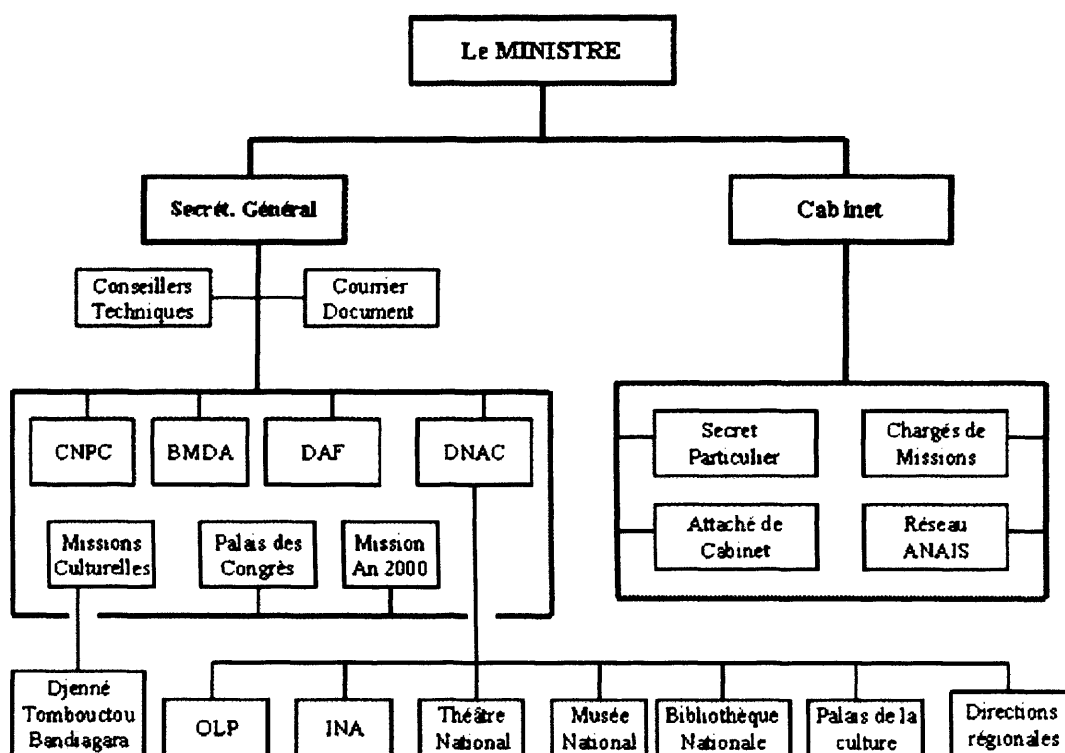 Le MINISTRE
Secrét. Général
Cabinet
Conseillers
Techniques
Courrier
Document
CNPC
BMDA
DAF
DNAC
Secret
Particulier
Chargés de
Missions
Missions
Culturelles
Palais des
Congrès
Mission
An 2000
Attaché de
Cabinet
Réseau
ANAIS
Djenné
Tombouctou
Bandiagara
OLP
INA
Théâtre
National
Musée
National
Bibliothèque
Nationale
Palais de la
culture
Directions
régionales